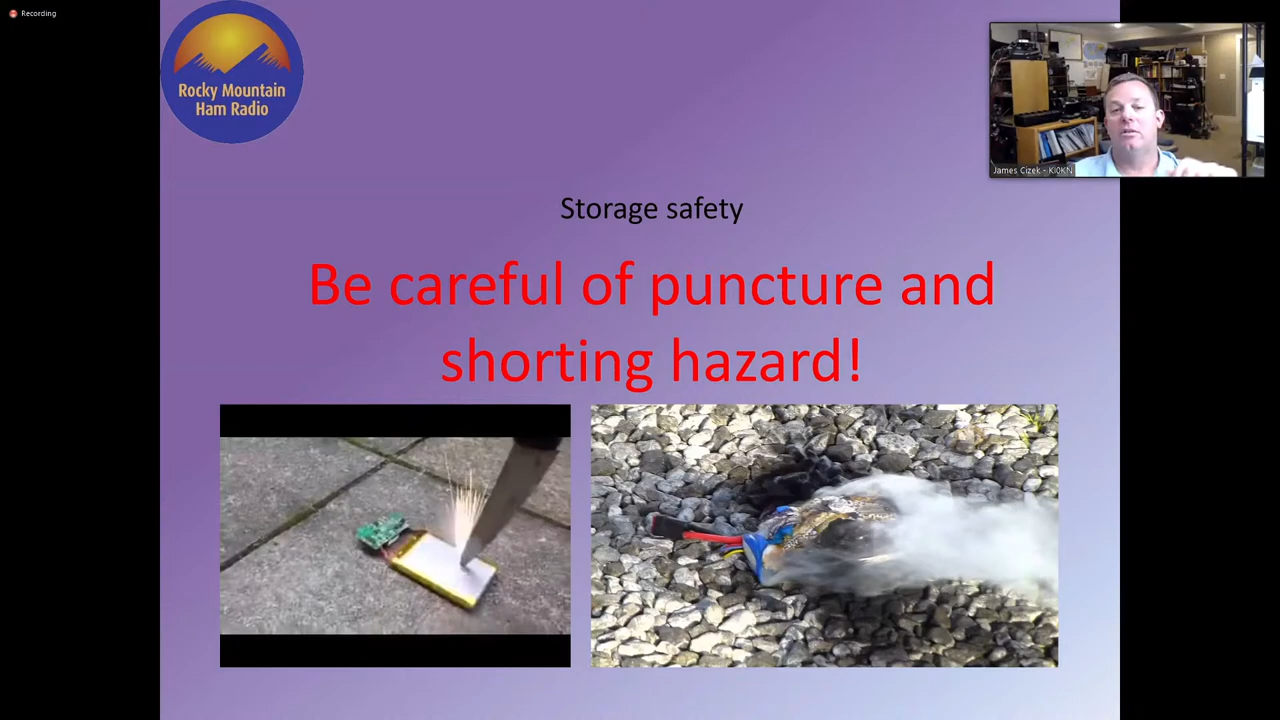 Recording
Rocky Mountain
Ham Radio
James Cizek - KI0KN
Storage safety
Be careful of puncture and
shorting hazard!